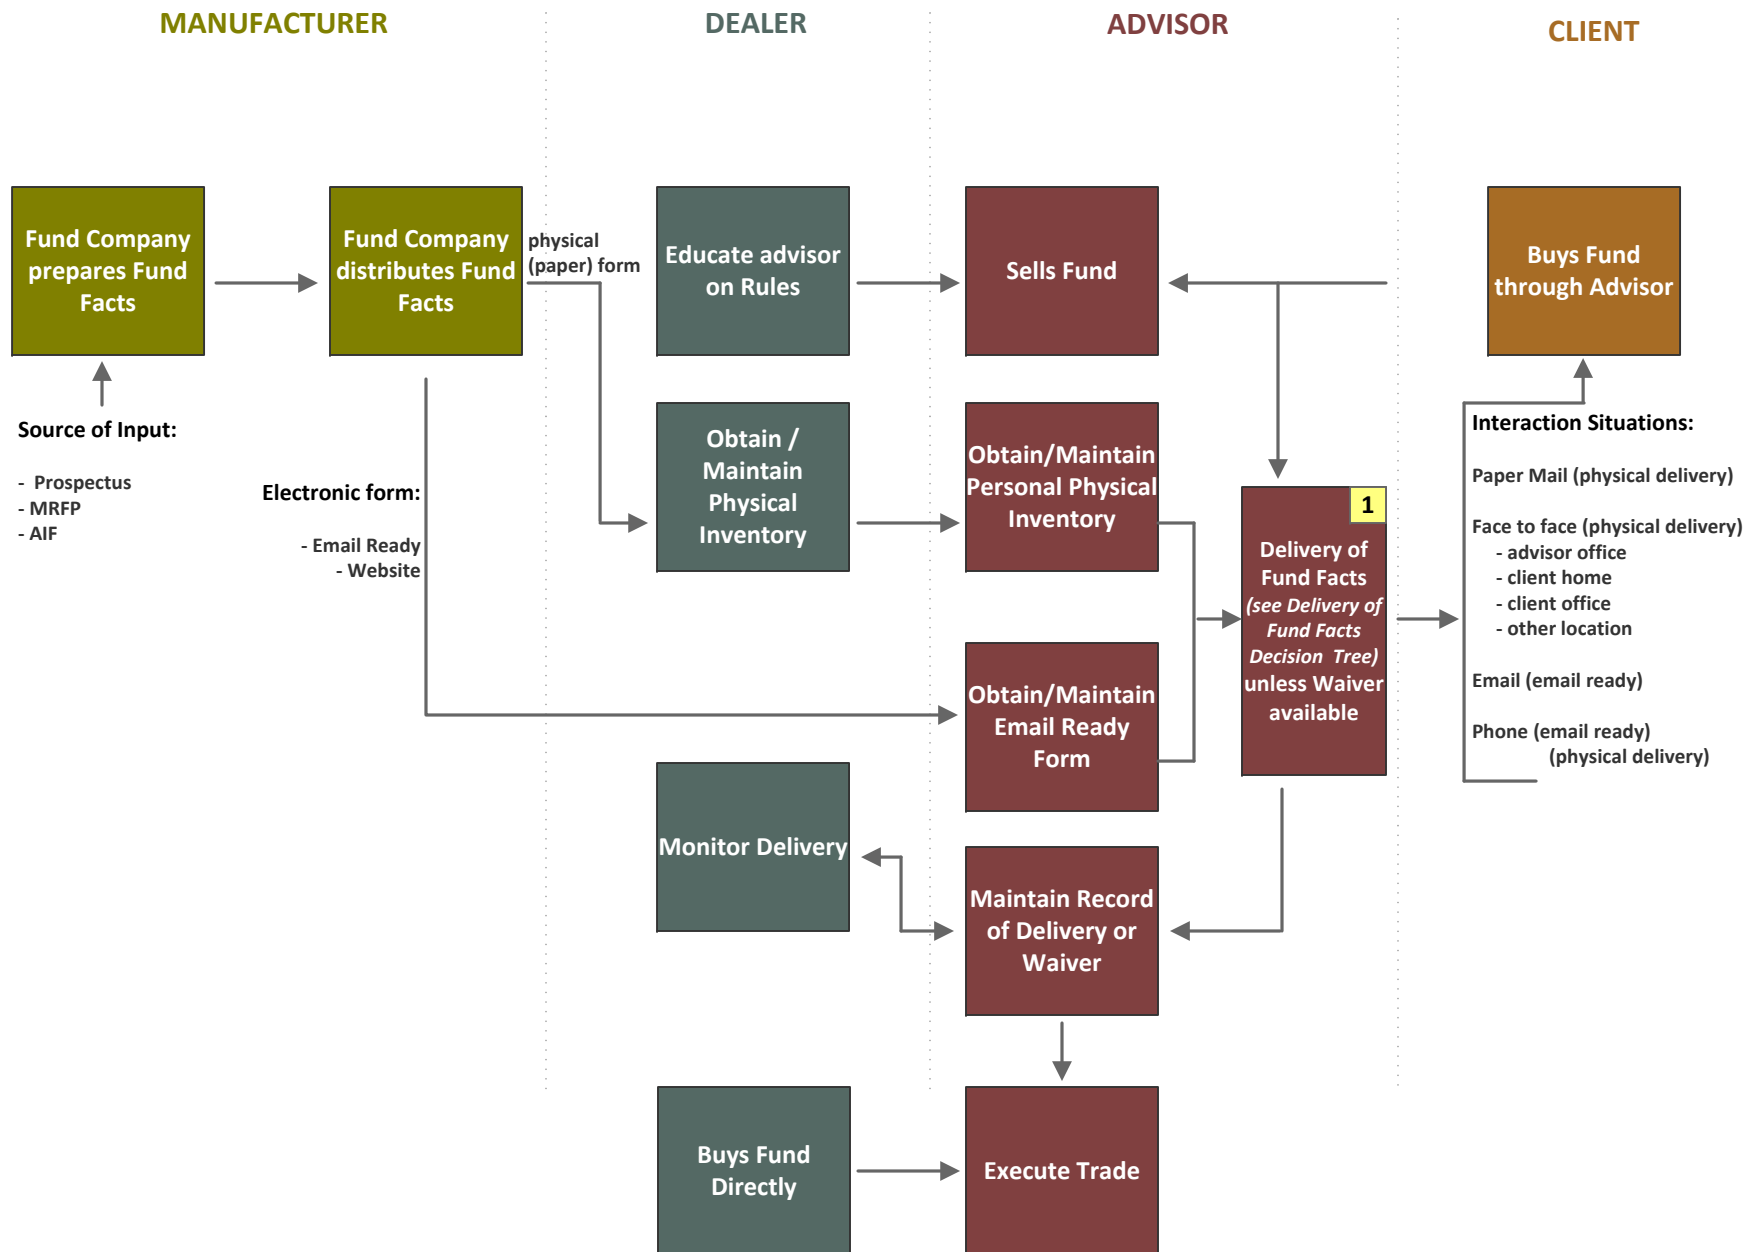 MANUFACTURER
DEALER
ADVISOR
CLIENT
Fund Company
prepares Fund
Facts
Fund Company
distributes Fund
Facts
physical
(paper) form
Educate advisor
on Rules
Sells Fund
Buys Fund
through Advisor
Source of Input:
- Prospectus
- MRFP
- AIF
Electronic form:
- Email Ready
- Website
Obtain /
Maintain
Physical
Inventory
Obtain/Maintain
Personal Physical
Inventory
1
Delivery of
Fund Facts
(see Delivery of
Fund Facts
Decision Tree)
unless Waiver
available
Interaction Situations:
Paper Mail (physical delivery)
Face to face (physical delivery)
- advisor office
- client home
- client office
- other location
Email (email ready)
Phone (email ready)
(physical delivery)
Obtain/Maintain
Email Ready
Form
Monitor Delivery
Maintain Record
of Delivery or
Waiver
Buys Fund
Directly
Execute Trade